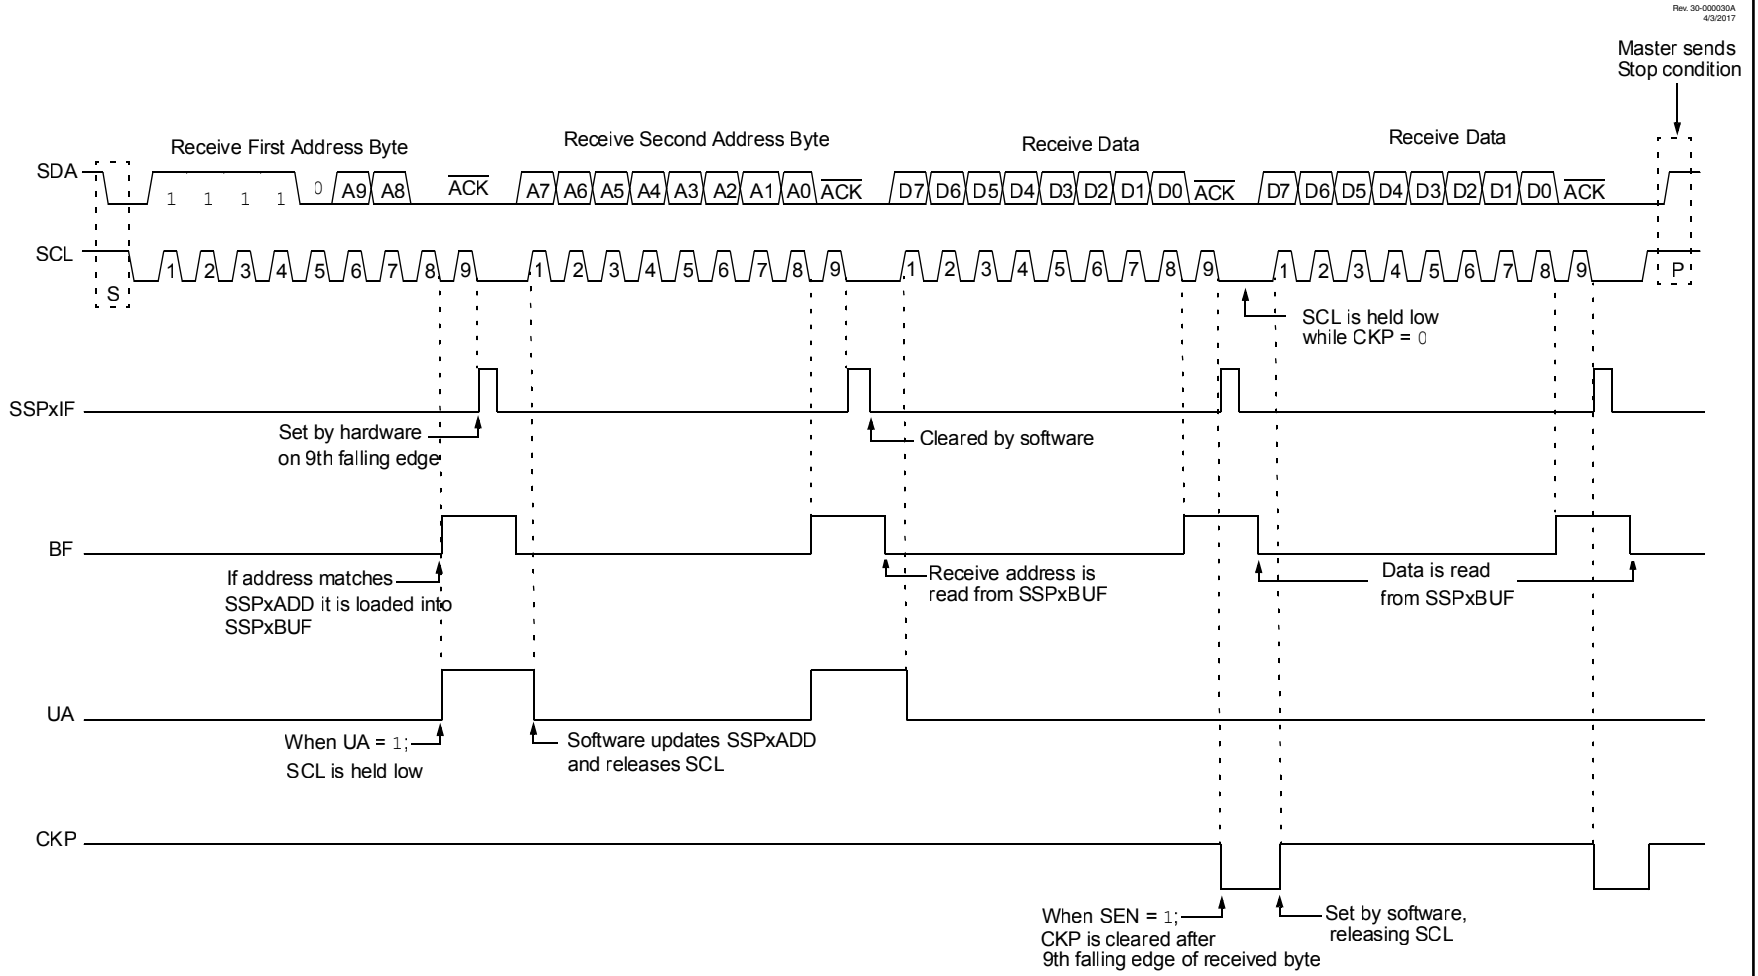 Rev. 30-000030A
4/3/2017
Master sends
Stop condition
Receive First Address Byte
Receive Second Address Byte
Receive Data
Receive Data
SDA
1 1 1 1 0 A9 A8 ACK A7 A6 A5 A4 A3 A2 A1 A0 ACK D7 D6 D5 D4 D3 D2 D1 D0 ACK D7 D6 D5 D4 D3 D2 D1 D0 ACK
SCL
S 1 2 3 4 5 6 7 8 9 1 2 3 4 5 6 7 8 9 1 2 3 4 5 6 7 8 9 1 2 3 4 5 6 7 8 9 P
SCL is held low
while CKP = 0
SSPxIF
Set by hardware
on 9th falling edge
Cleared by software
BF
If address matches
SSPxADD it is loaded into
SSPxBUF
Receive address is
read from SSPxBUF
Data is read
from SSPxBUF
UA
When UA = 1;
SCL is held low
Software updates SSPxADD
and releases SCL
CKP
When SEN = 1;
CKP is cleared after
9th falling edge of received byte
Set by software,
releasing SCL